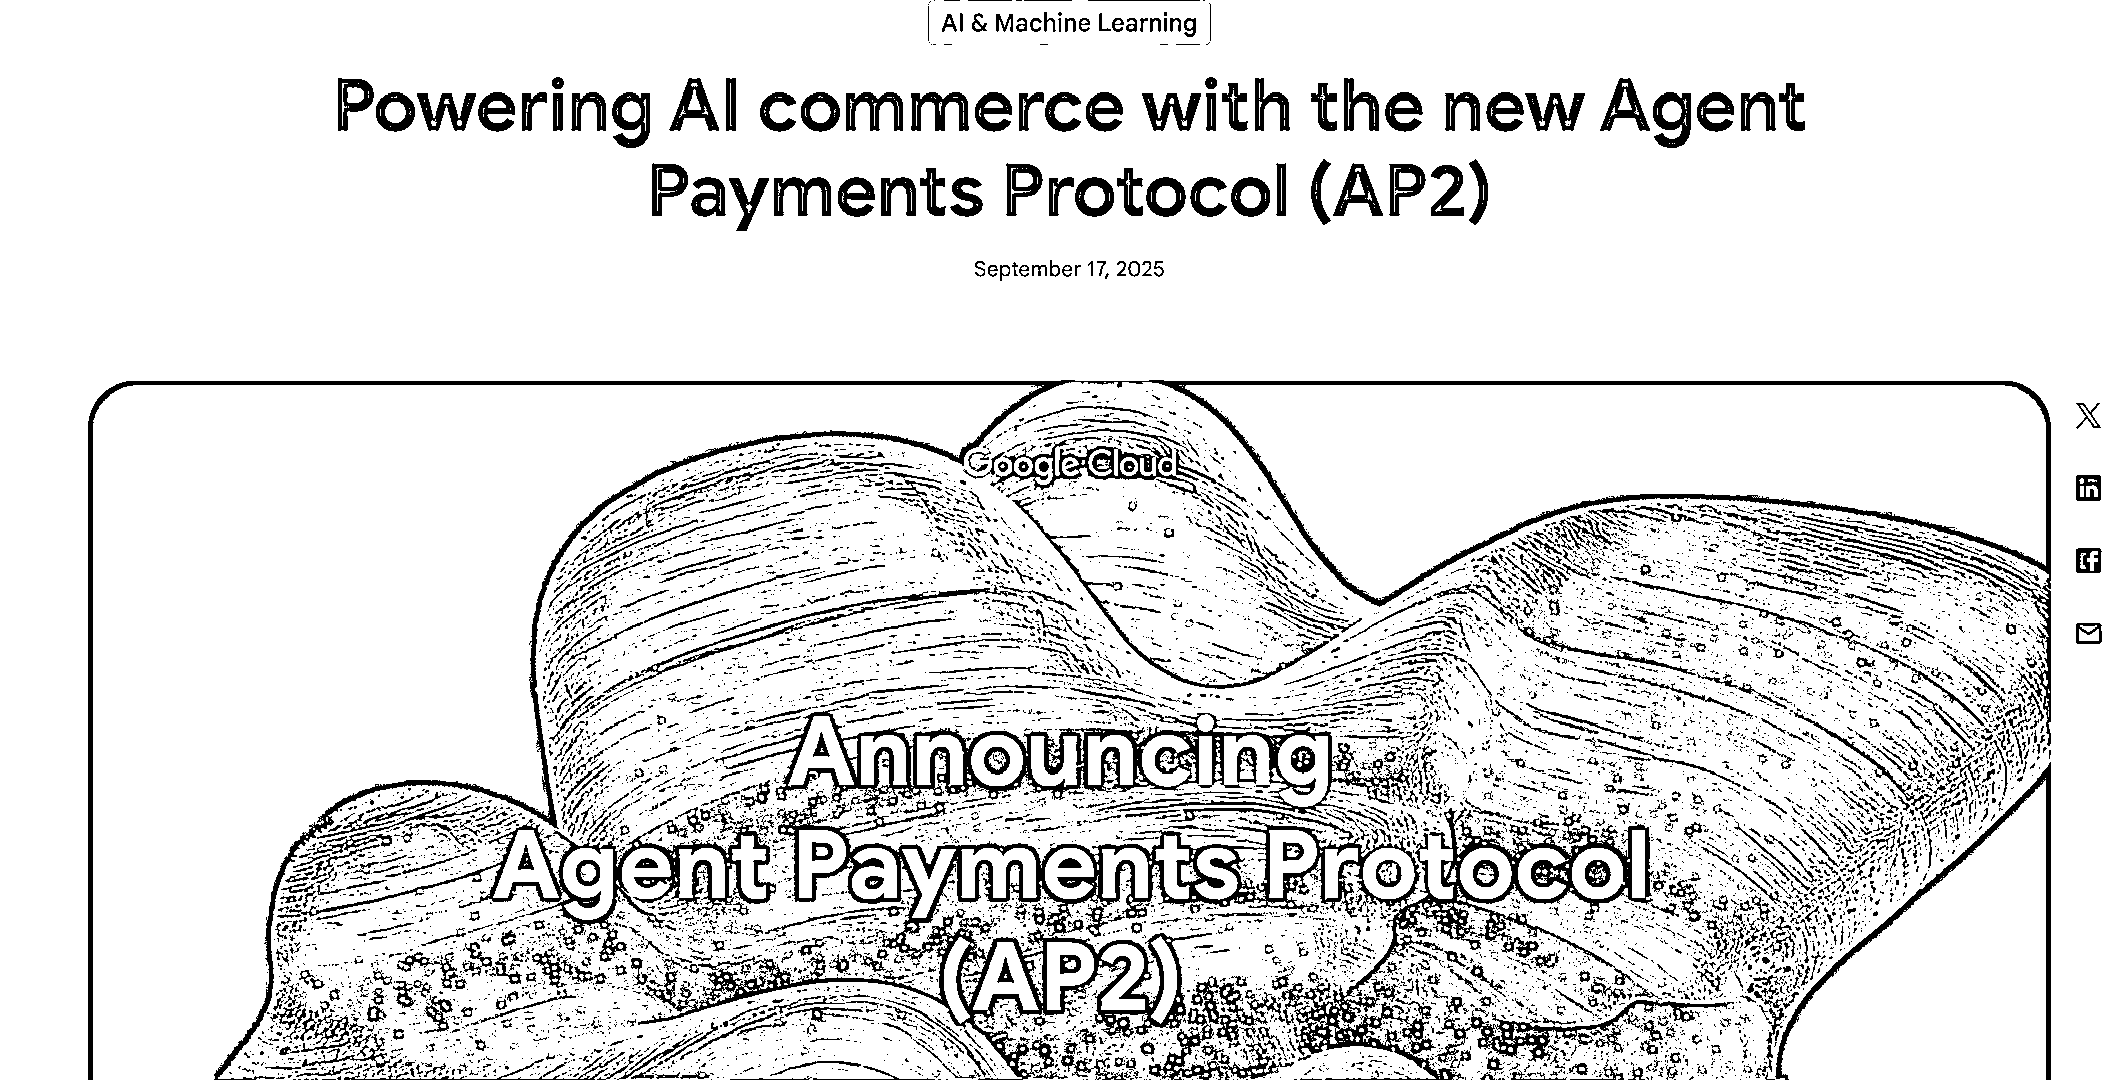 AI & Machine Learning
Powering AI commerce with the new Agent
Payments Protocol (AP2)
September 17, 2025
Google Cloud
Announcing
Agent Payments Protocol
(AP2)